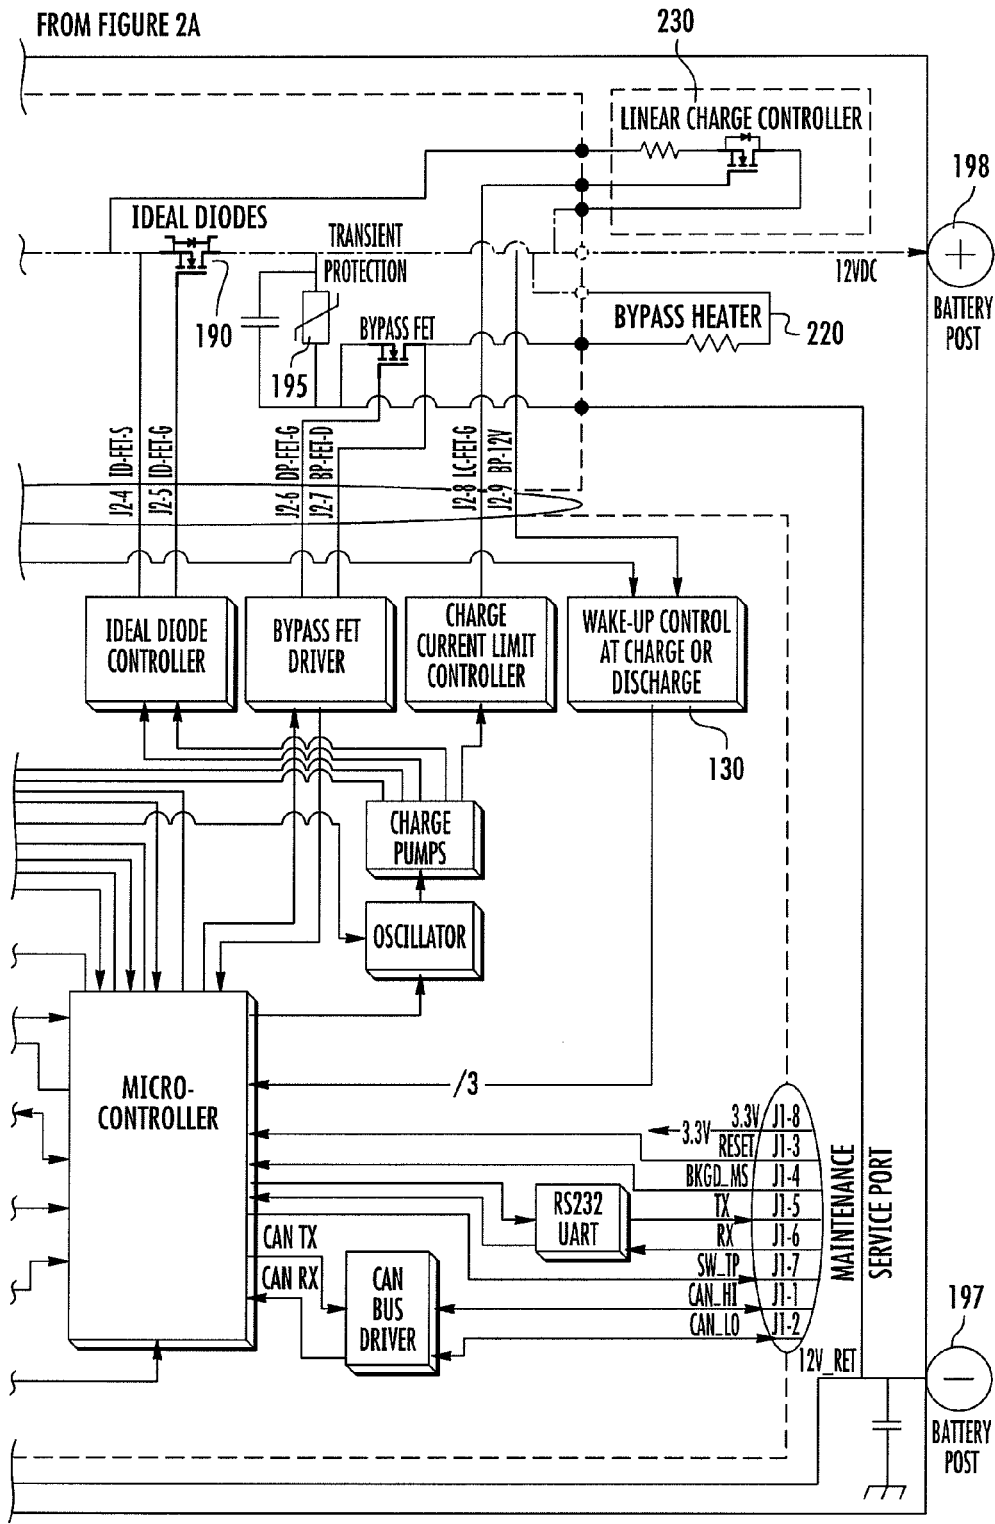 FROM FIGURE 2A
230
LINEAR CHARGE CONTROLLER
198
IDEAL DIODES
TRANSIENT
PROTECTION
12VDC
BATTERY
POST
190
195
BYPASS FET
BYPASS HEATER
220
J2-4 ID-FET-S
J2-5 ID-FET-G
J2-6 DP-FET-G
J2-7 BP-FET-D
J2-8 LC-FET-G
J2-9 BP-12V
IDEAL DIODE
CONTROLLER
BYPASS FET
DRIVER
CHARGE
CURRENT LIMIT
CONTROLLER
WAKE-UP CONTROL
AT CHARGE OR
DISCHARGE
130
CHARGE
PUMPS
OSCILLATOR
MICRO-
CONTROLLER
/3
3.3V
3.3V J1-8
RESET J1-3
BKGD_MS J1-4
TX J1-5
RX J1-6
SW_TP J1-7
CAN_HI J1-1
CAN_LO J1-2
MAINTENANCE
SERVICE PORT
RS232
UART
CAN TX
CAN RX
CAN
BUS
DRIVER
12V_RET
197
BATTERY
POST